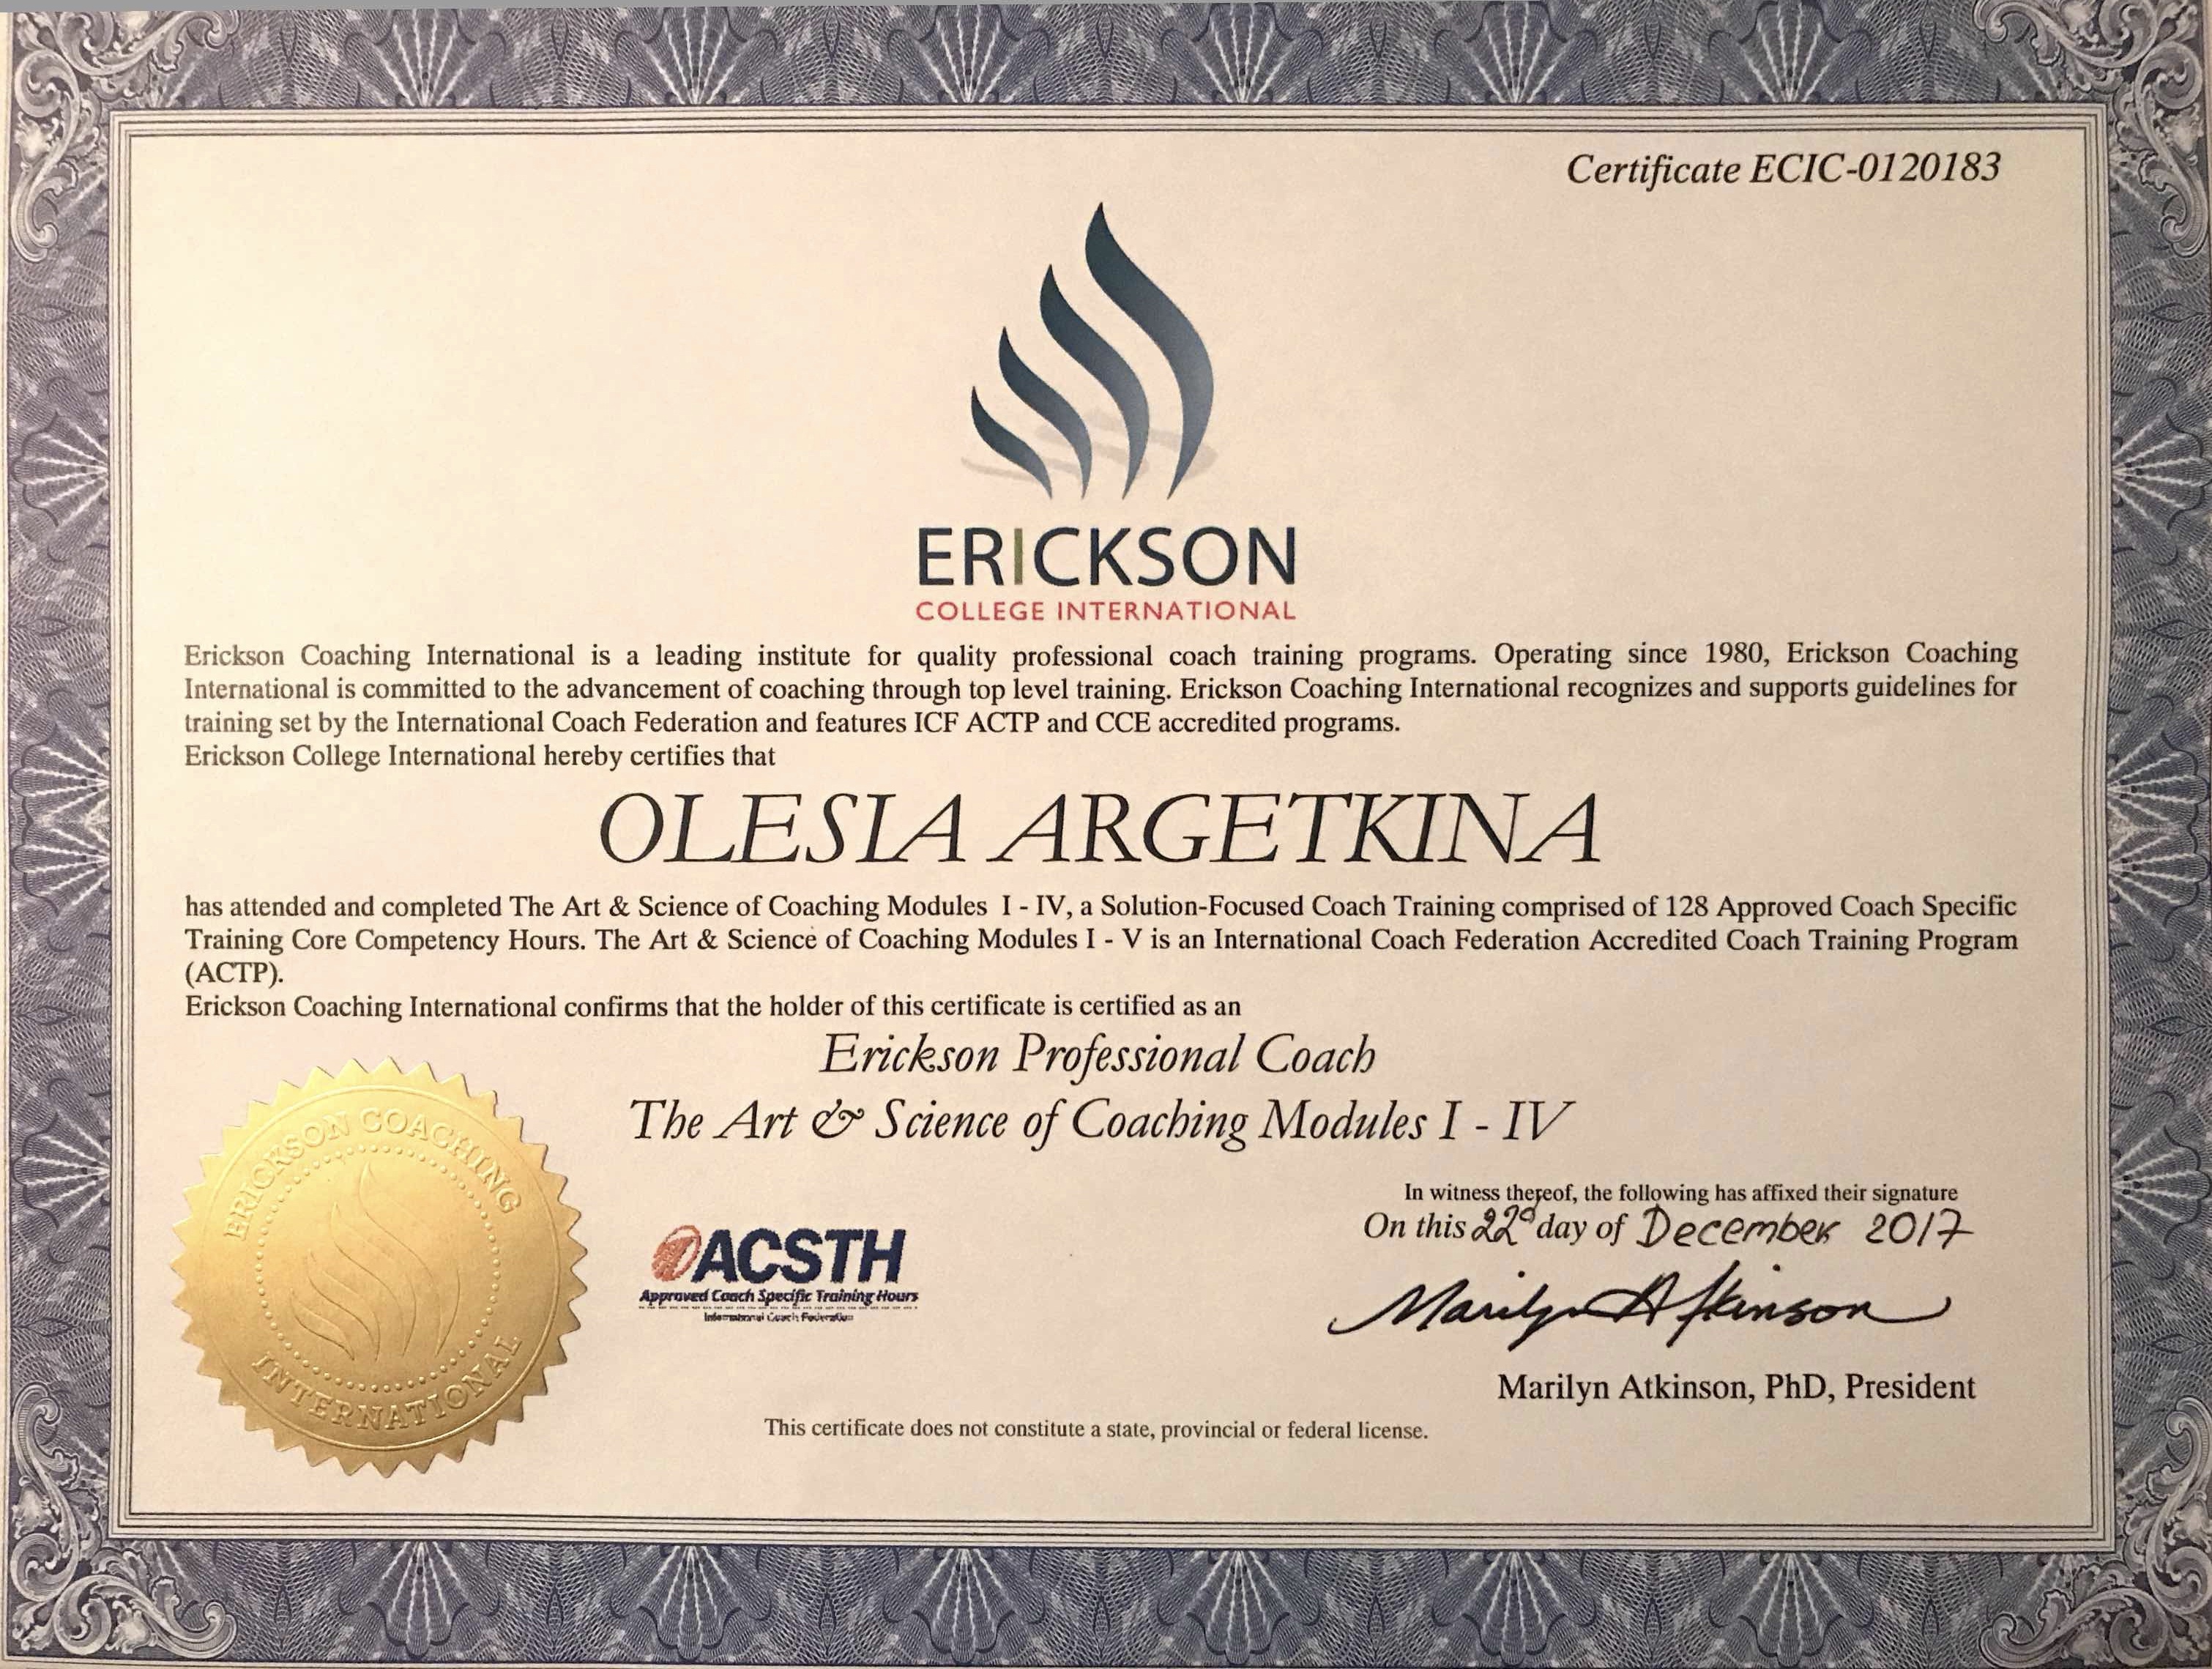 Certificate ECIC-0120183
ERICKSON
COLLEGE INTERNATIONAL
Erickson Coaching International is a leading institute for quality professional coach training programs. Operating since 1980, Erickson Coaching
International is committed to the advancement of coaching through top level training. Erickson Coaching International recognizes and supports guidelines for
training set by the International Coach Federation and features ICF ACTP and CCE accredited programs.
Erickson College International hereby certifies that
OLESIA ARGETKINA
has attended and completed The Art & Science of Coaching Modules I - IV, a Solution-Focused Coach Training comprised of 128 Approved Coach Specific
Training Core Competency Hours. The Art & Science of Coaching Modules I - V is an International Coach Federation Accredited Coach Training Program
(ACTP).
Erickson Coaching International confirms that the holder of this certificate is certified as an
Erickson Professional Coach
The Art & Science of Coaching Modules I - IV
ERICKSON COACHING
INTERNATIONAL
ACSTH
Approved Coach Specific Training Hours
International Coach Federation
In witness thereof, the following has affixed their signature
On this 22d day of December 2017
Marilyn Atkinson
Marilyn Atkinson, PhD, President
This certificate does not constitute a state, provincial or federal license.